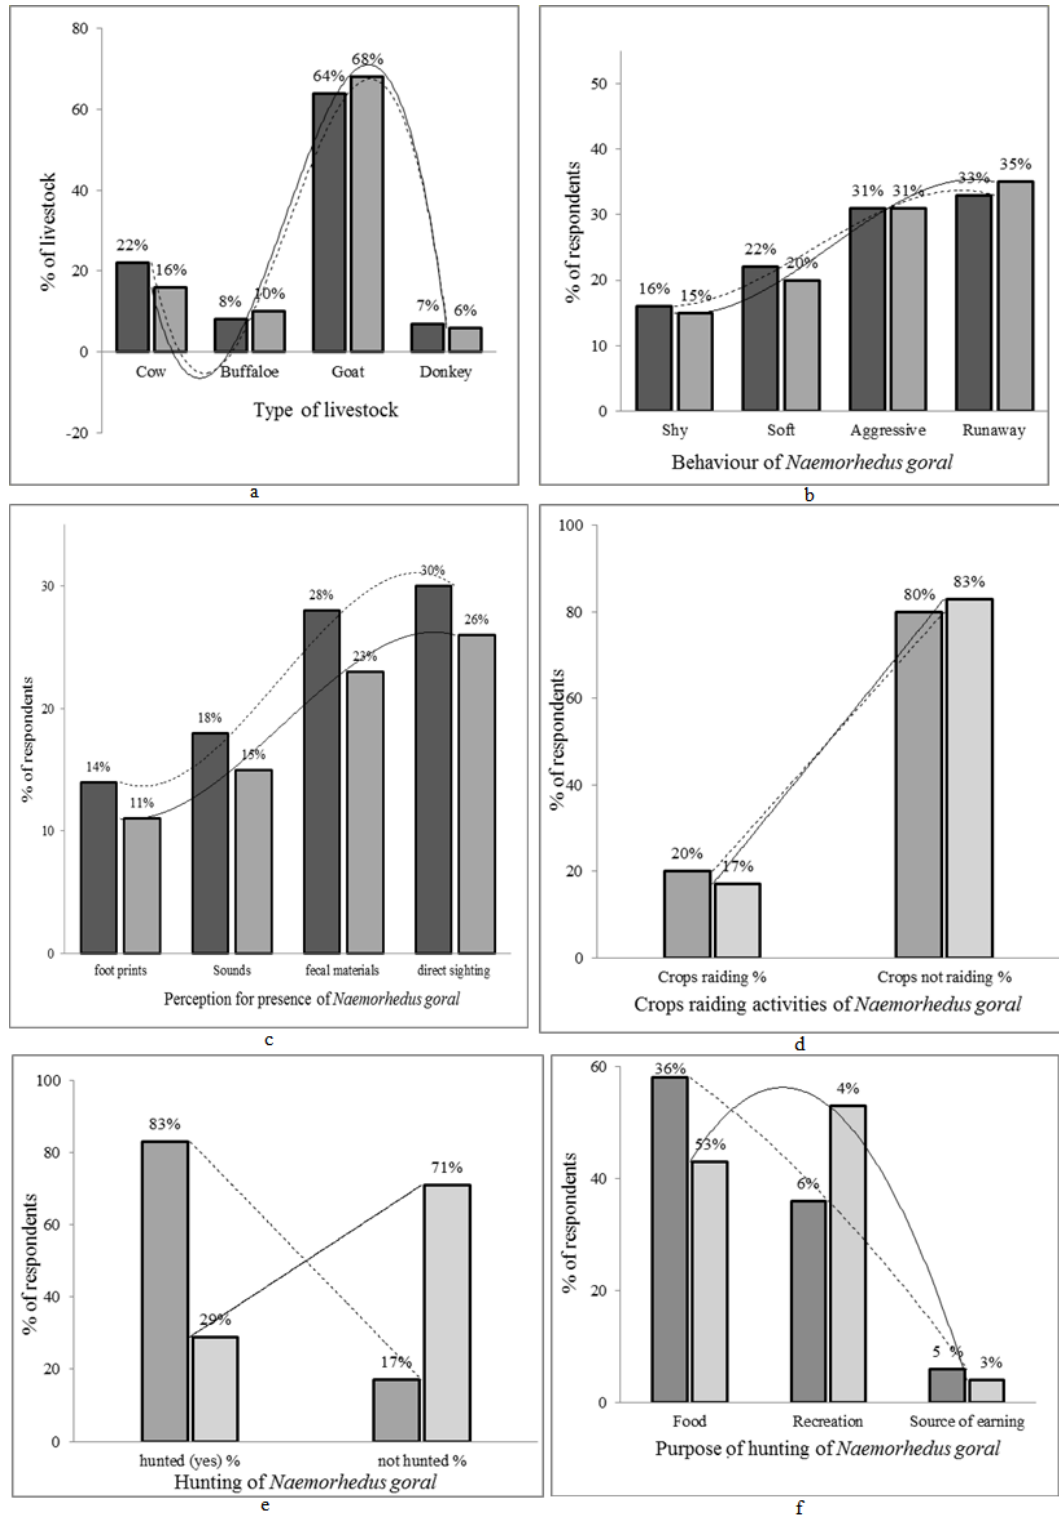 80
60
40
20
0
-20
% of livestock
22%
16%
8%
10%
64%
68%
7%
6%
Cow
Buffaloe
Goat
Donkey
Type of livestock
a
50
40
30
20
10
0
% of respondents
16%
15%
22%
20%
31%
31%
33%
35%
Shy
Soft
Aggressive
Runaway
Behaviour of Naemorhedus goral
b
30
20
10
0
% of respondents
14%
11%
18%
15%
28%
23%
30%
26%
foot prints
Sounds
fecal materials
direct sighting
Perception for presence of Naemorhedus goral
c
100
80
60
40
20
0
% of respondents
20%
17%
80%
83%
Crops raiding %
Crops not raiding %
Crops raiding activities of Naemorhedus goral
d
100
80
60
40
20
0
% of respondents
83%
29%
17%
71%
hunted (yes) %
not hunted %
Hunting of Naemorhedus goral
e
60
40
20
0
% of respondents
36%
53%
6%
4%
5 %
3%
Food
Recreation
Source of earning
Purpose of hunting of Naemorhedus goral
f